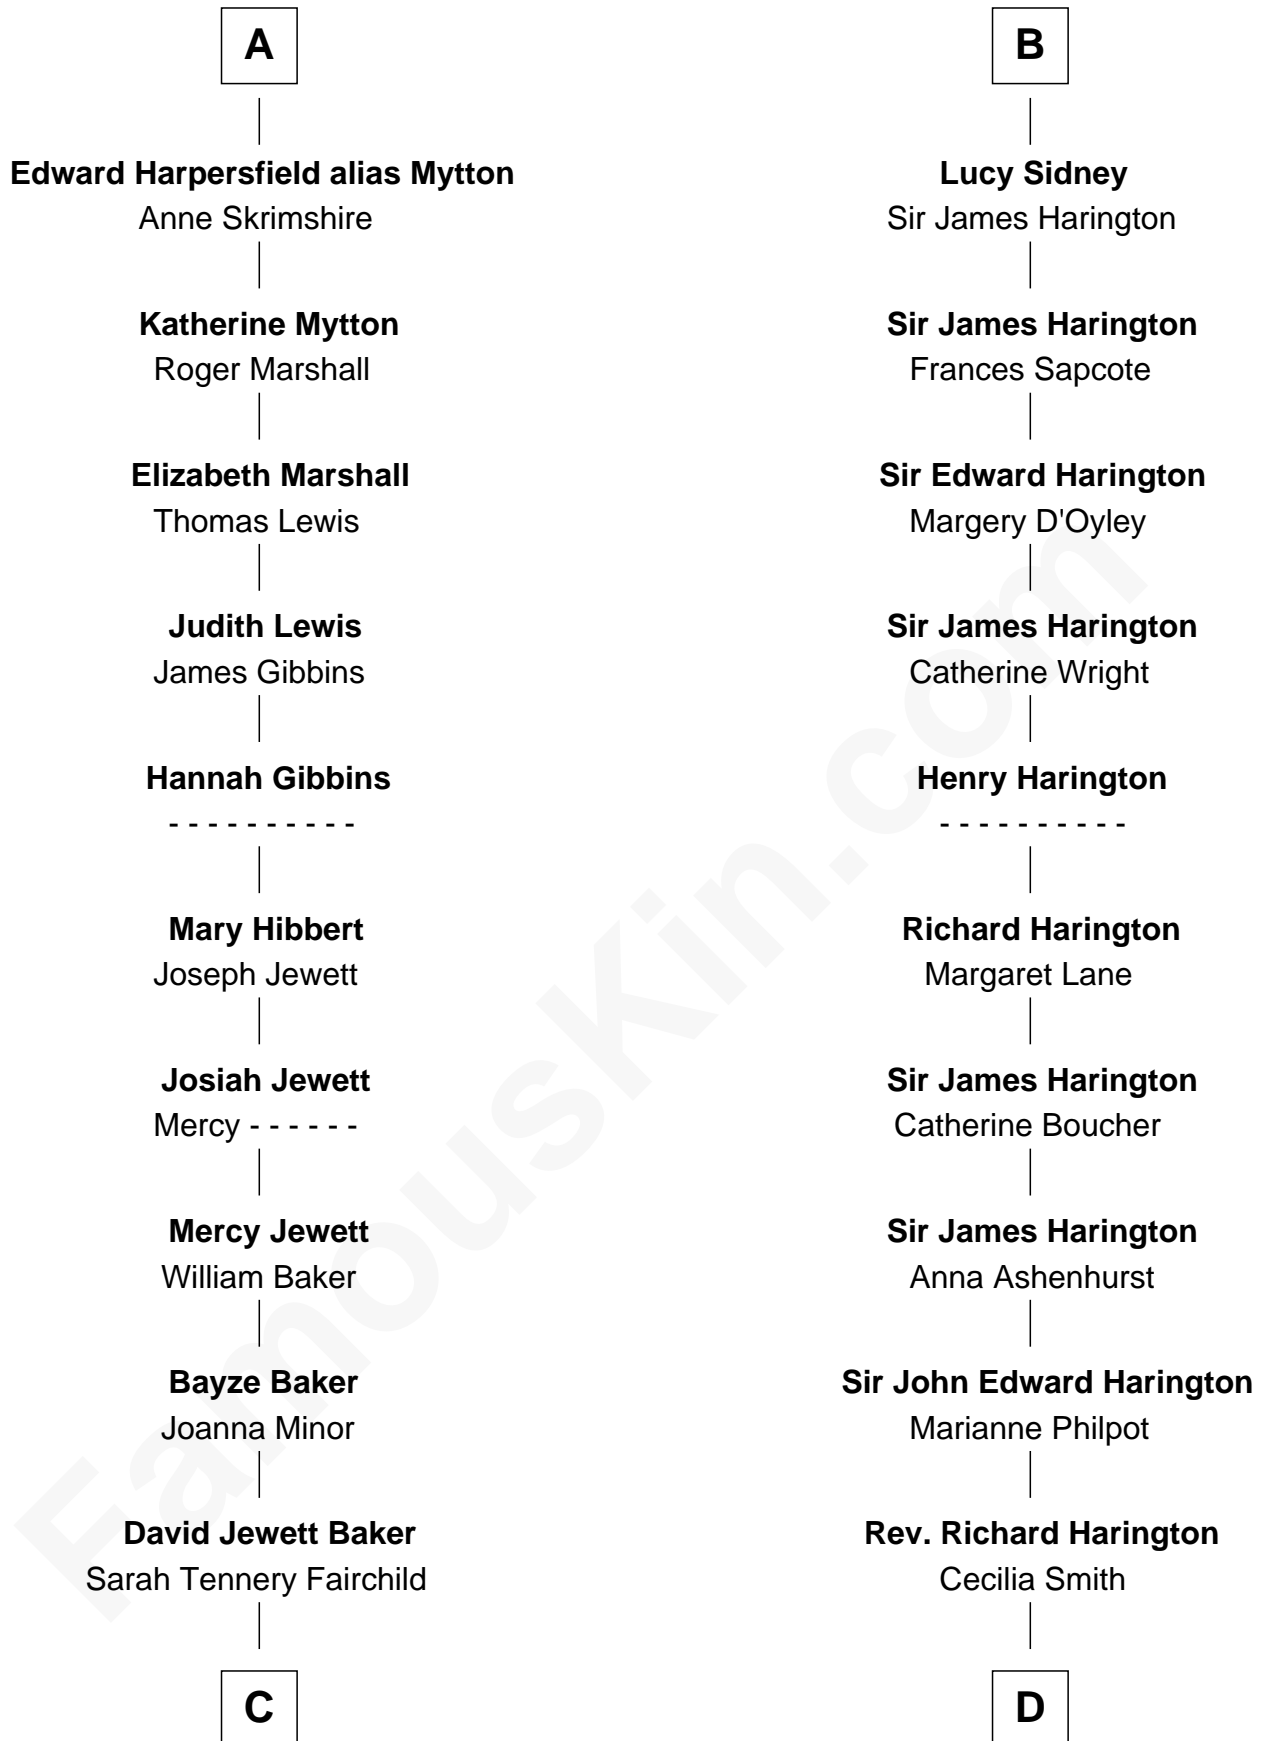 A
Edward Harpersfield alias Mytton
Anne Skrimshire
Katherine Mytton
Roger Marshall
Elizabeth Marshall
Thomas Lewis
Judith Lewis
James Gibbins
Hannah Gibbins
- - - - - - - - - -
Mary Hibbert
Joseph Jewett
Josiah Jewett
Mercy - - - - - -
Mercy Jewett
William Baker
Bayze Baker
Joanna Minor
David Jewett Baker
Sarah Tennery Fairchild
C
B
Lucy Sidney
Sir James Harington
Sir James Harington
Frances Sapcote
Sir Edward Harington
Margery D'Oyley
Sir James Harington
Catherine Wright
Henry Harington
- - - - - - - - - -
Richard Harington
Margaret Lane
Sir James Harington
Catherine Boucher
Sir James Harington
Anna Ashenhurst
Sir John Edward Harington
Marianne Philpot
Rev. Richard Harington
Cecilia Smith
D
FamousKin.com